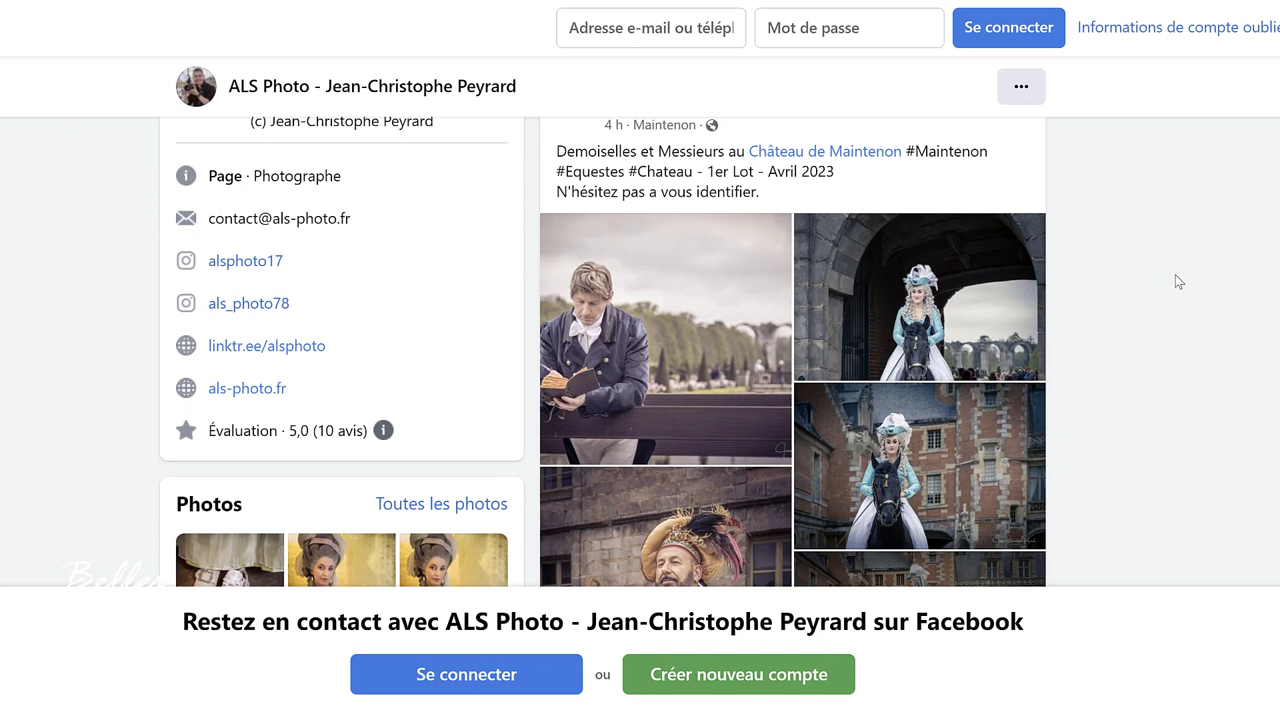 Adresse e-mail ou télépl
Mot de passe
Se connecter
Informations de compte oublié
ALS Photo - Jean-Christophe Peyrard
...
(c) Jean-Christophe Peyrard
Page · Photographe
contact@als-photo.fr
alsphoto17
als_photo78
linktr.ee/alsphoto
als-photo.fr
Évaluation · 5,0 (10 avis)
Photos
Toutes les photos
Belles
4 h · Maintenon ·
Demoiselles et Messieurs au Château de Maintenon #Maintenon
#Equestes #Chateau - 1er Lot - Avril 2023
N'hésitez pas a vous identifier.
Restez en contact avec ALS Photo - Jean-Christophe Peyrard sur Facebook
Se connecter
ou
Créer nouveau compte